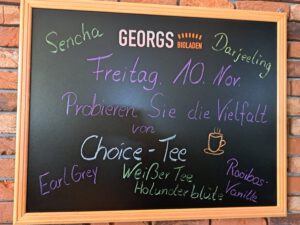 Sencha
GEORGS
BIOLADEN
Darjeeling
Freitag, 10. Nov.
Probieren Sie die Vielfalt
von
Choice-Tee
Earl Grey
Weißer Tee
Holunderblüte
Rooibos-
Vanille